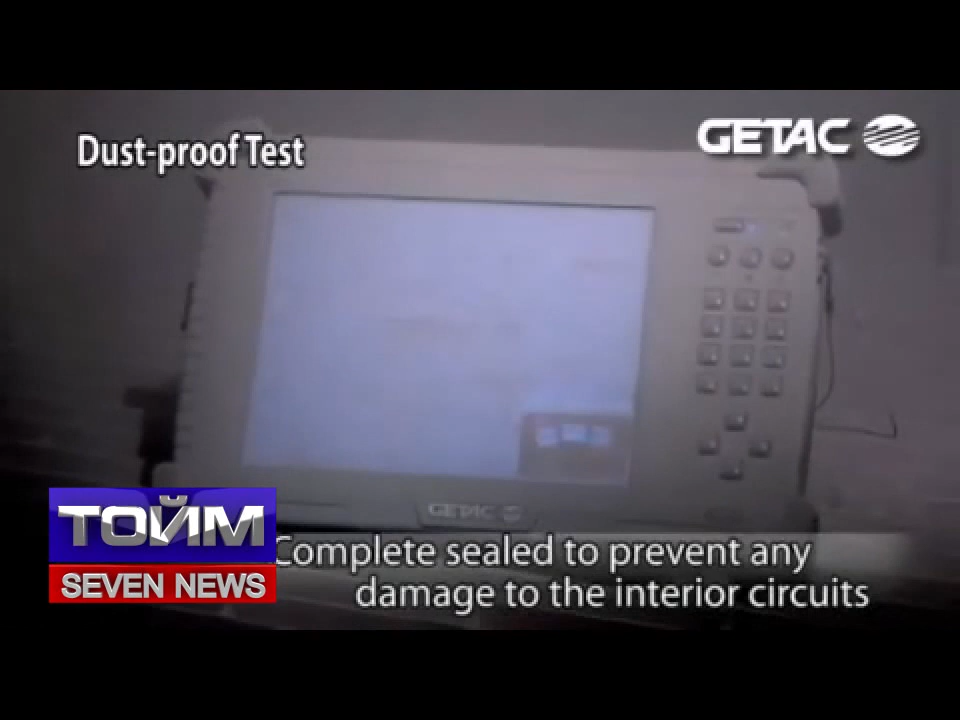 Dust-proof Test
GETAC
GETAC
ТОЙМ
SEVEN NEWS
Complete sealed to prevent any
damage to the interior circuits